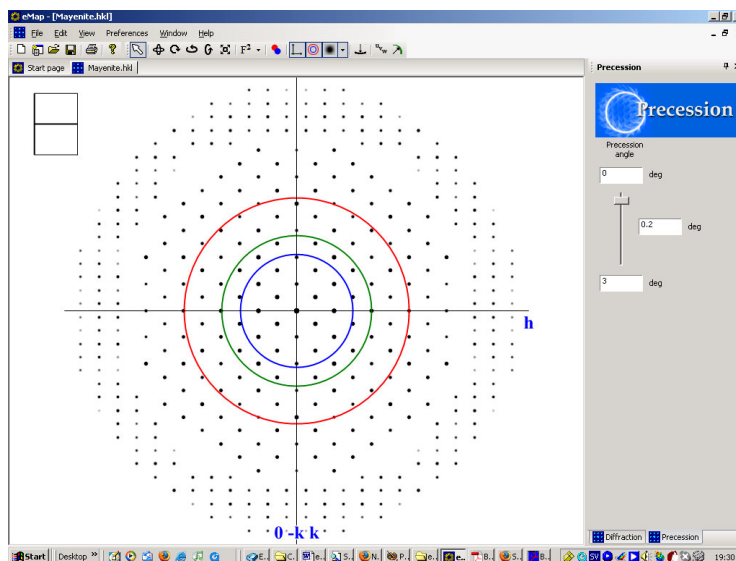 eMap - [Mayenite.hkl]
File Edit View Preferences Window Help
F²
u v w
Start page Mayenite.hkl
Precession
Precession
Precession
angle
0 deg
0.2 deg
3 deg
h
0 -k k
Diffraction Precession
Start Desktop » E... C... S... N... P... e... B... S... B... SV 19:30